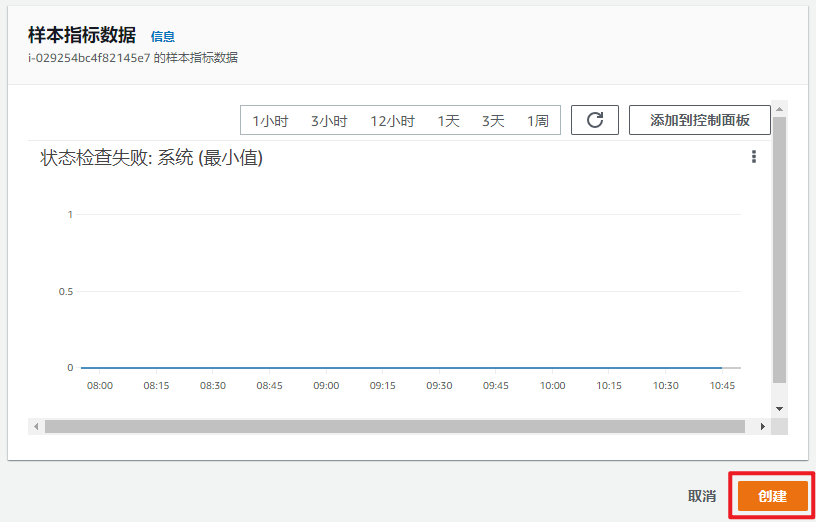 样本指标数据 信息
i-029254bc4f82145e7 的样本指标数据
1小时 3小时 12小时 1天 3天 1周 添加到控制面板
状态检查失败: 系统 (最小值)
1
0.5
0
08:00 08:15 08:30 08:45 09:00 09:15 09:30 09:45 10:00 10:15 10:30 10:45
取消 创建